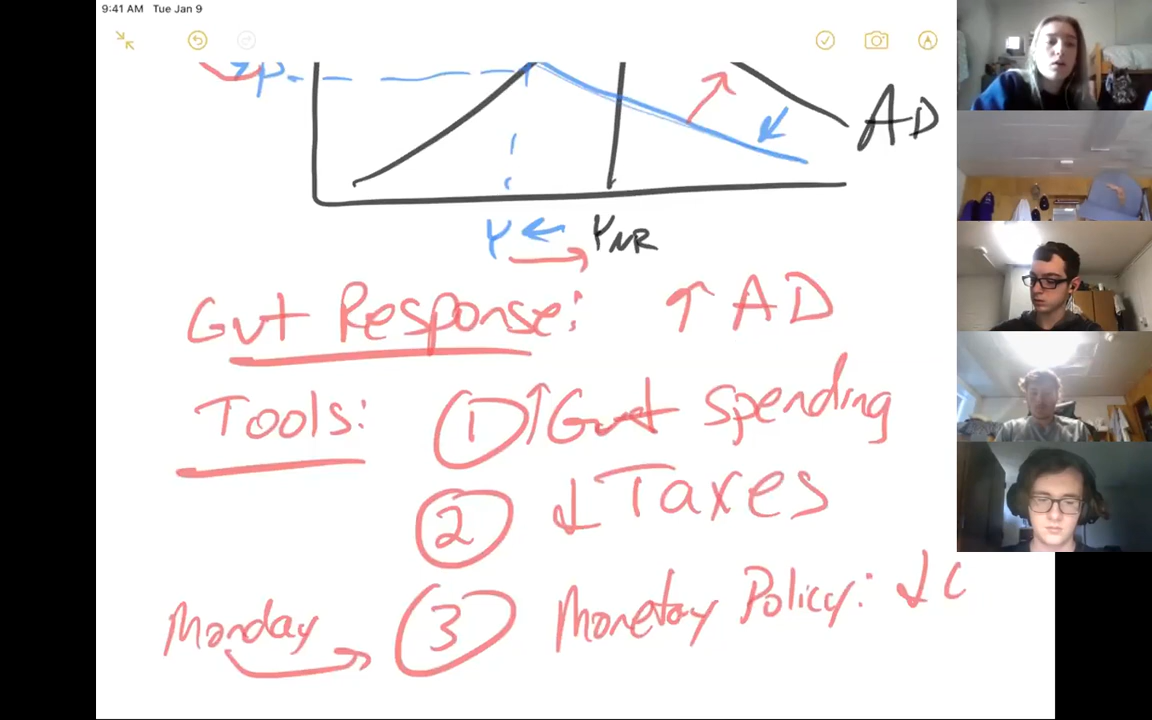 9:41 AM Tue Jan 9
AD
Y ← YNR
Gvt Response: ↑ AD
Tools: ① ↑ Gvt spending
② ↓ Taxes
Monday → ③ Monetary Policy: ↓